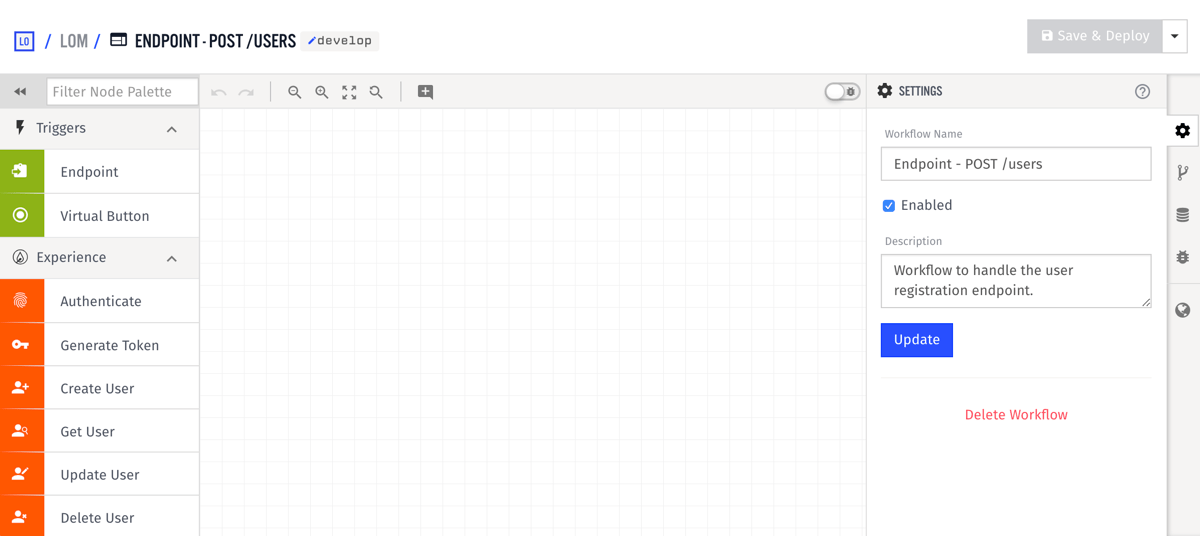 LO / LOM / ENDPOINT - POST /USERS develop
Save & Deploy
Filter Node Palette
SETTINGS
Triggers
Endpoint
Virtual Button
Experience
Authenticate
Generate Token
Create User
Get User
Update User
Delete User
Workflow Name
Endpoint - POST /users
Enabled
Description
Workflow to handle the user
registration endpoint.
Update
Delete Workflow